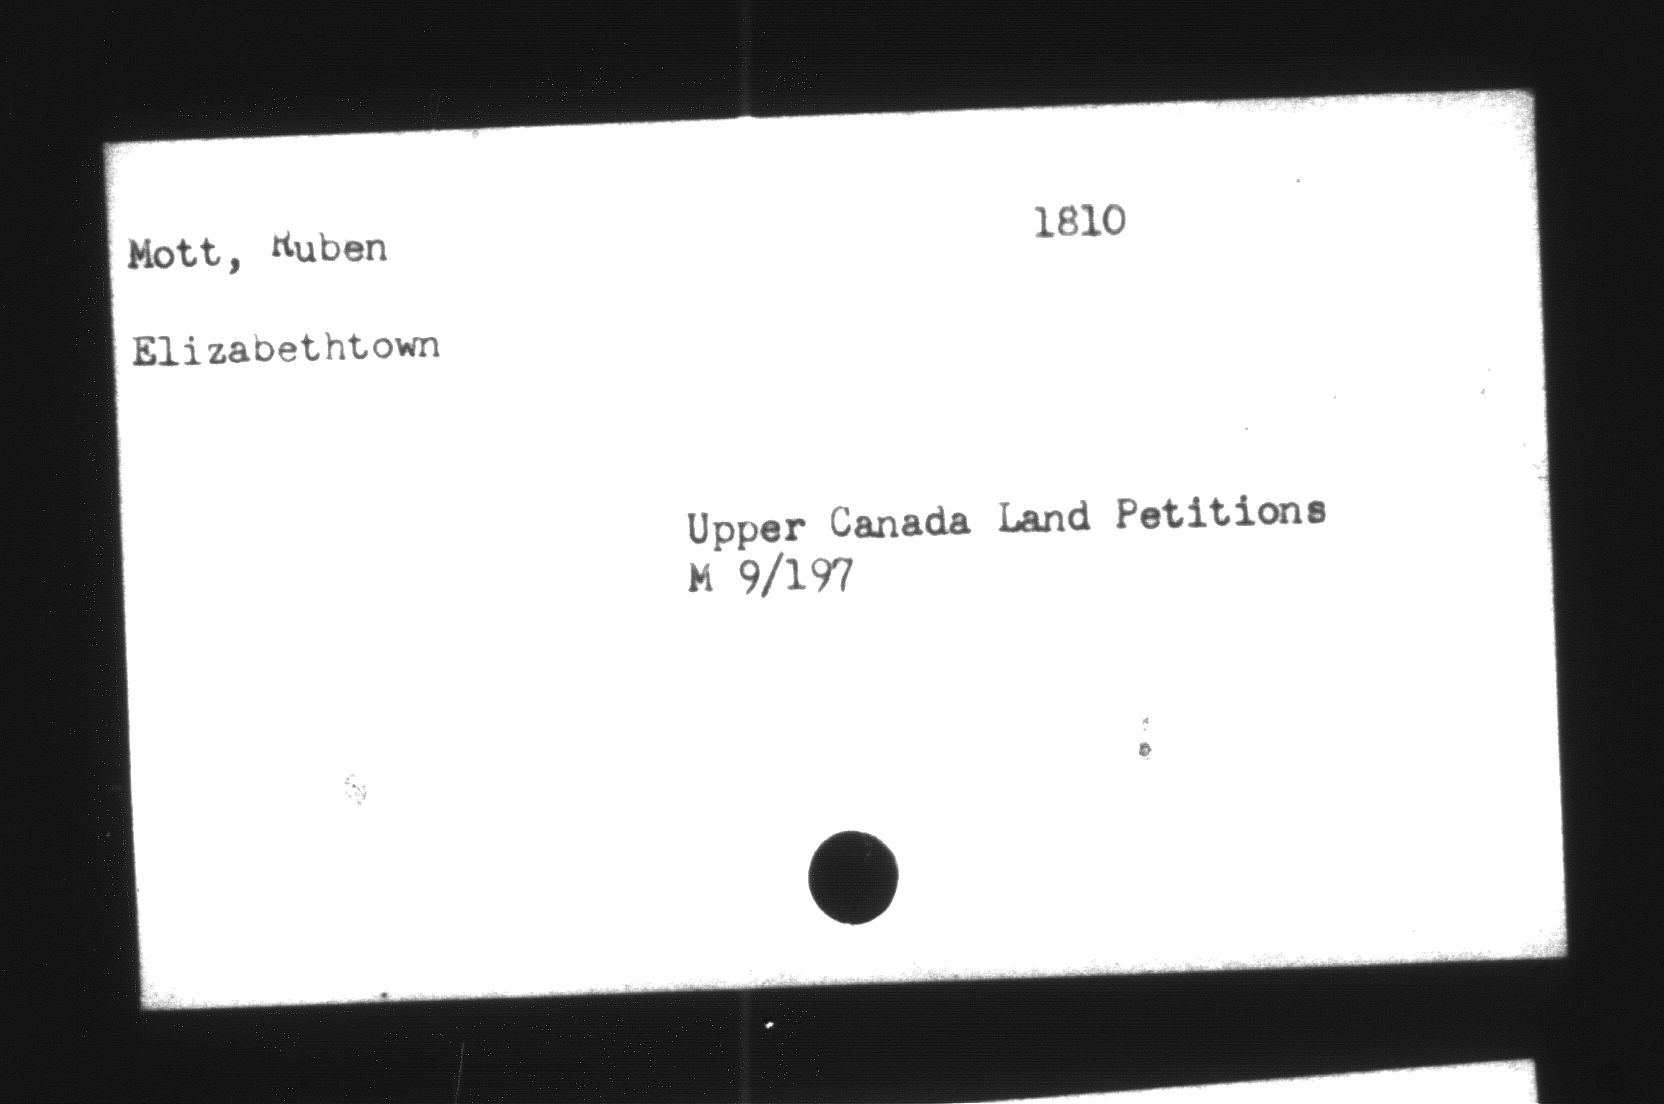 Mott, Ruben 1810
Elizabethtown
Upper Canada Land Petitions
M 9/197